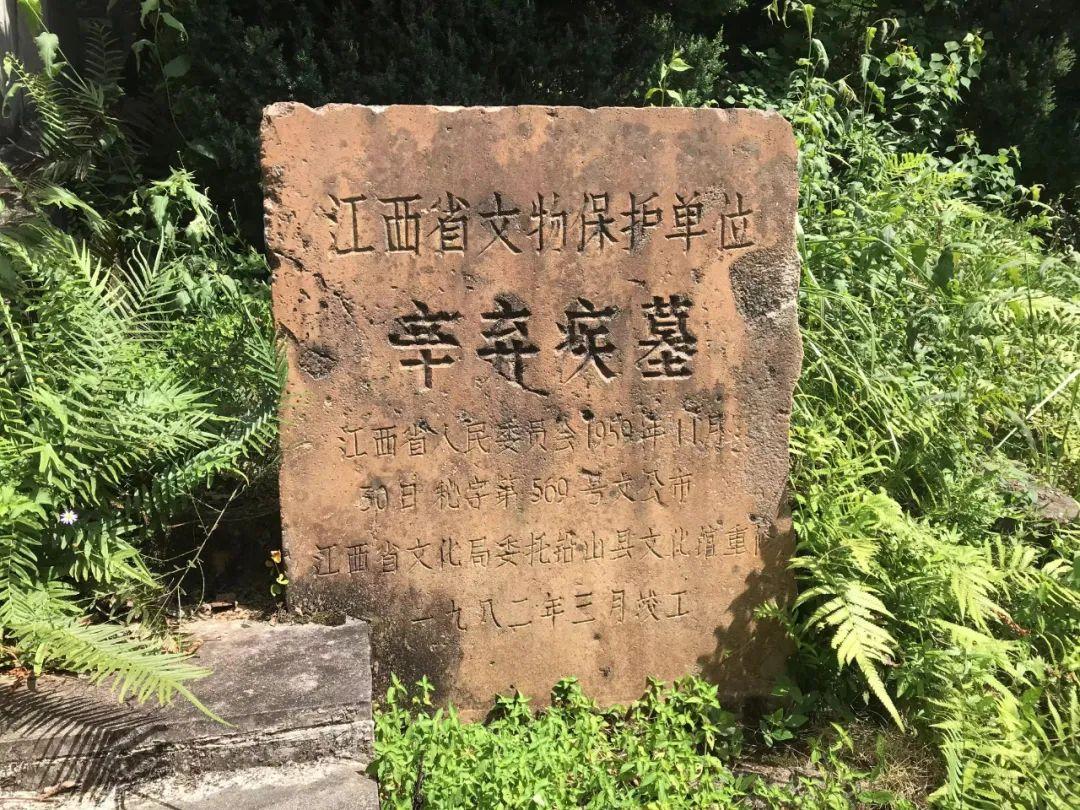 江西省文物保护单位
辛弃疾墓
江西省人民委员会1959年11月
30日秘字第560号文公布
江西省文化局委托铅山县文化馆重修
一九八二年三月竣工